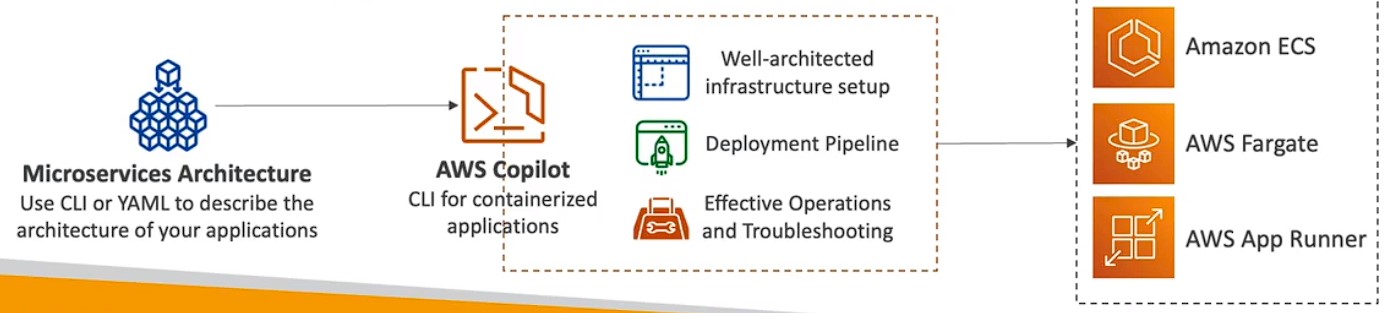 Microservices Architecture
Use CLI or YAML to describe the
architecture of your applications
AWS Copilot
CLI for containerized
applications
Well-architected
infrastructure setup
Deployment Pipeline
Effective Operations
and Troubleshooting
Amazon ECS
AWS Fargate
AWS App Runner